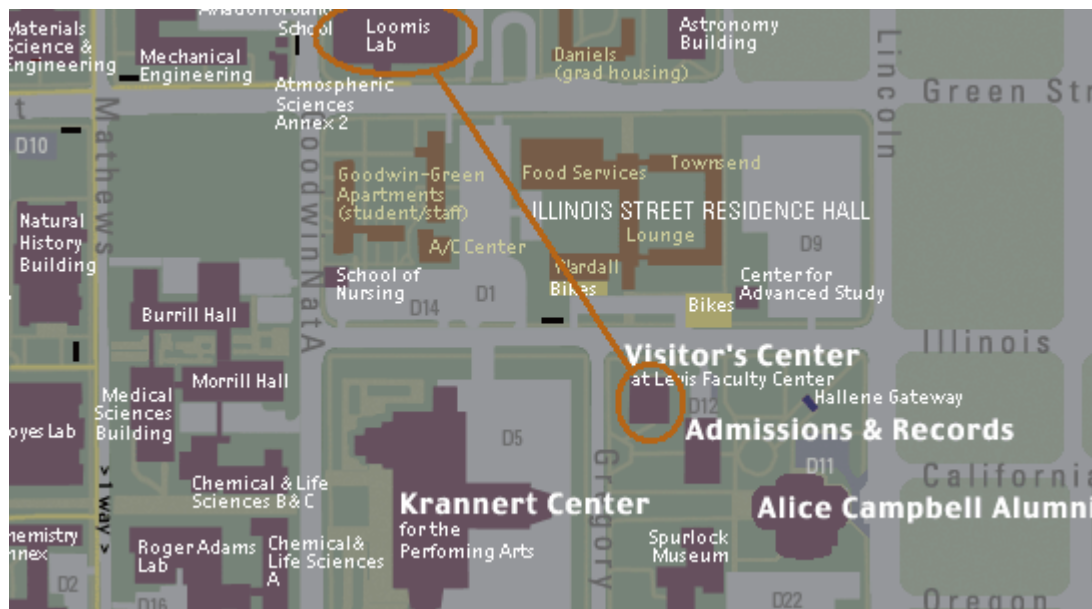 Materials
Science &
Engineering
Mechanical
Engineering
School
Loomis
Lab
Atmospheric
Sciences
Annex 2
Daniels
(grad housing)
Astronomy
Building
Lincoln
Green
t
Mathews
D10
Goodwin-Green
Apartments
(student/staff)
A/C Center
Food Services
Townsend
ILLINOIS STREET RESIDENCE HALL
Lounge
D9
Natural
History
Building
School of
Nursing
D14
D1
Wardall
Bikes
Bikes
Center for
Advanced Study
Burrill Hall
Illinois
Visitor's Center
at Levis Faculty Center
Morrill Hall
Medical
Sciences
Building
D12
Hallene Gateway
oyes Lab
D5
Admissions & Records
D11
California
> 1 way >
Chemical & Life
Sciences B & C
Krannert Center
for the
Perfoming Arts
Gregory
Alice Campbell Alumni
Roger Adams
Lab
Chemical &
Life Sciences
A
Spurlock
Museum
D2
D16
D22
Oregon